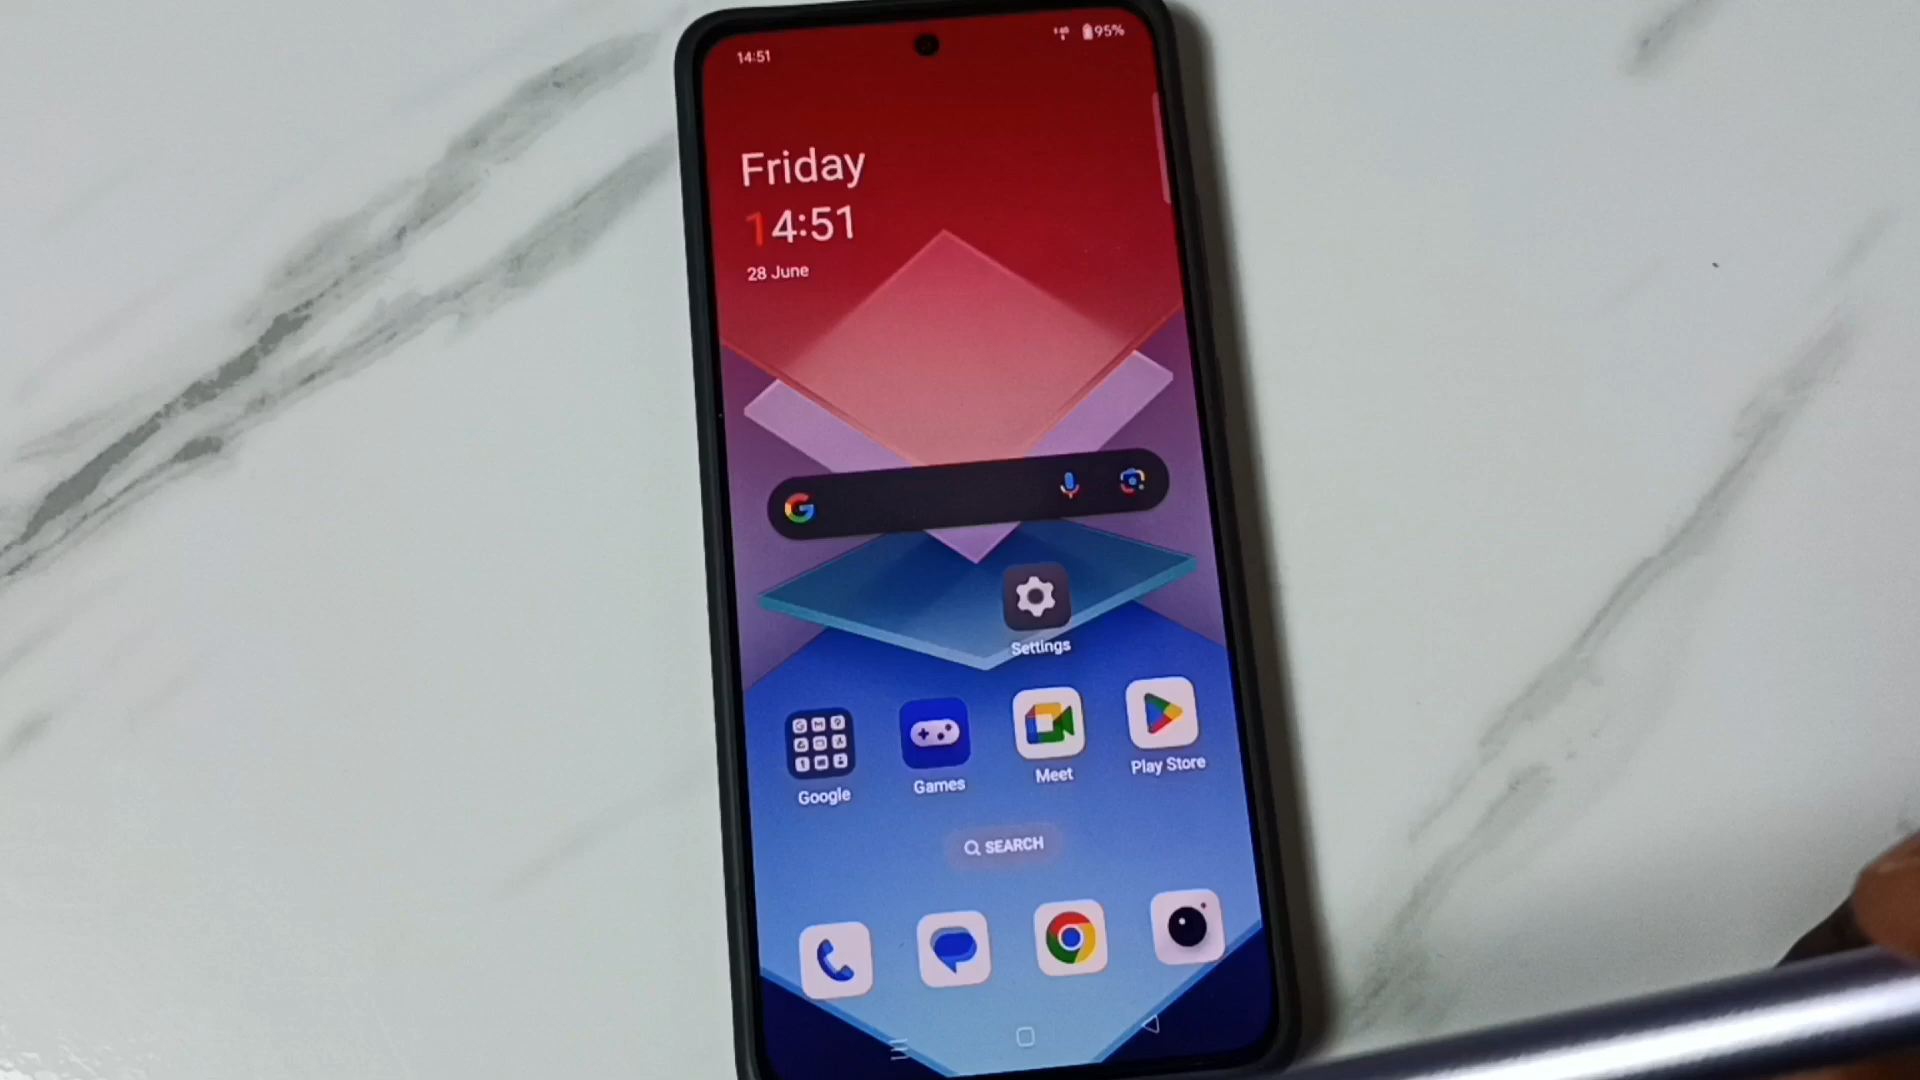 14:51
95%
Friday
14:51
28 June
Settings
Google
Games
Meet
Play Store
SEARCH